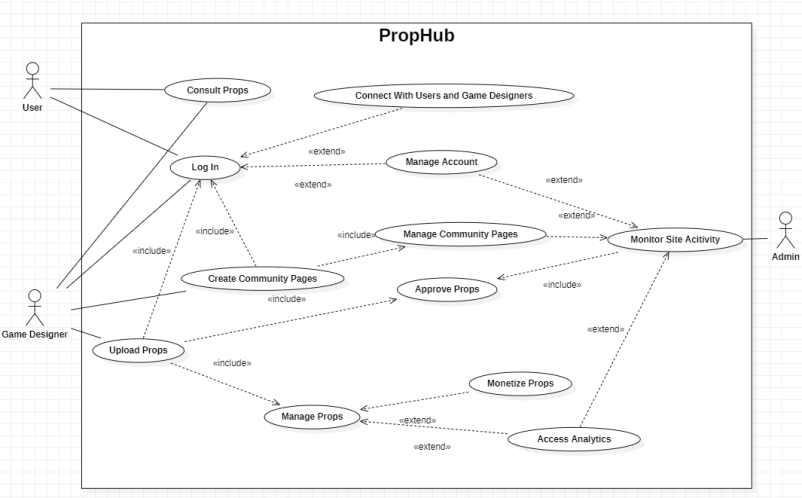 PropHub
Consult Props
Connect With Users and Game Designers
User
«extend»
Log In
Manage Account
«extend»
«extend»
«extend»
«include»
«include»
Manage Community Pages
Monitor Site Acitivity
«include»
Admin
Create Community Pages
Approve Props
«include»
«include»
Game Designer
«extend»
Upload Props
«include»
Monetize Props
Manage Props
«extend»
Access Analytics
«extend»